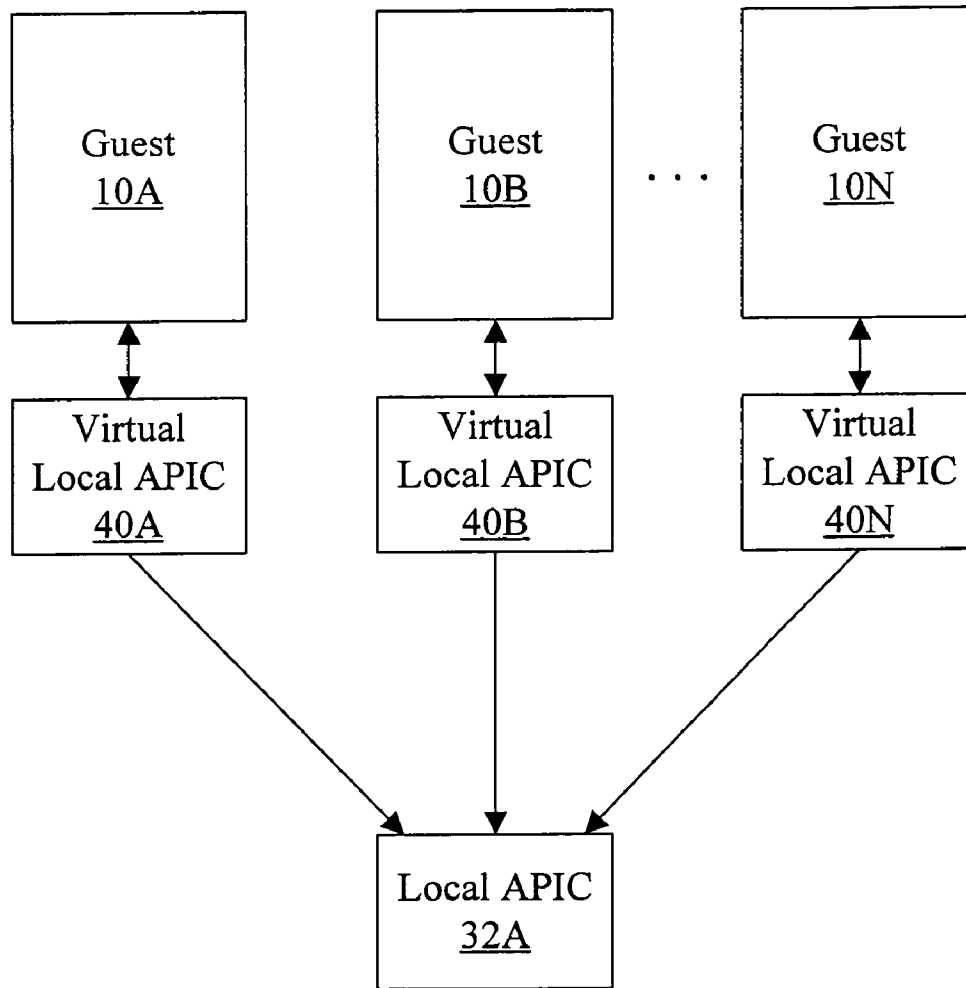 Guest
10A
Guest
10B
. . .
Guest
10N
Virtual
Local APIC
40A
Virtual
Local APIC
40B
Virtual
Local APIC
40N
Local APIC
32A